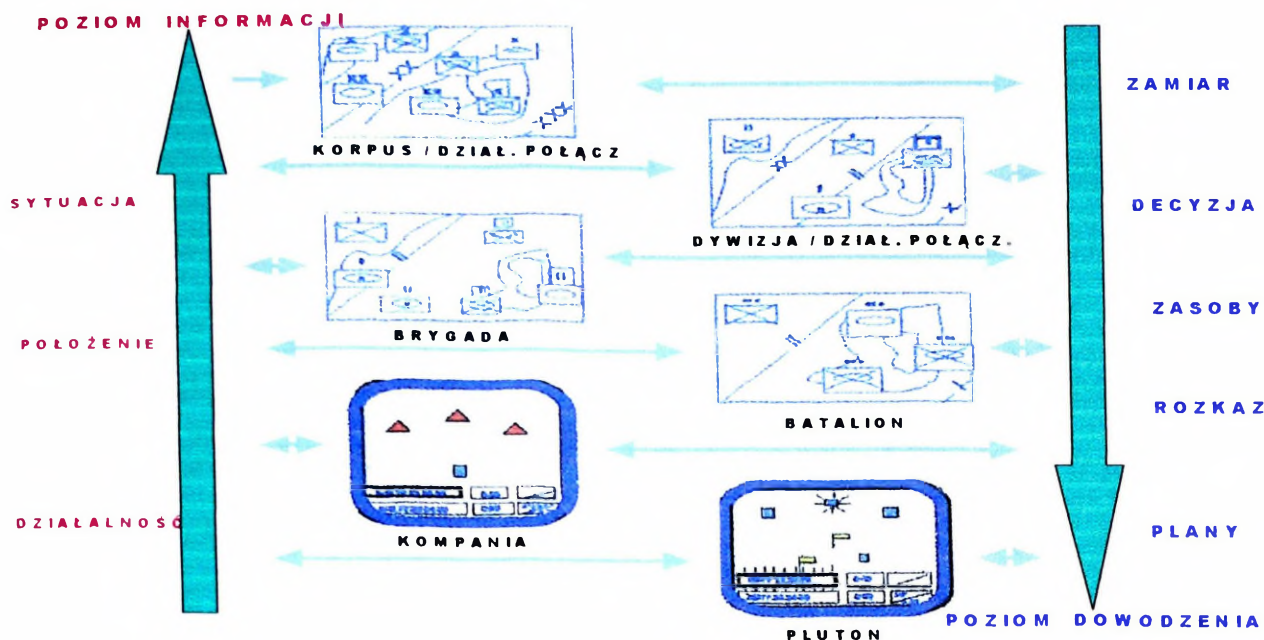 POZIOM INFORMACJI
ZAMIAR
KORPUS / DZIAŁ. POŁĄCZ
SYTUACJA
DECYZJA
DYWIZJA / DZIAŁ. POŁĄCZ.
ZASOBY
BRYGADA
POŁOŻENIE
ROZKAZ
BATALION
DZIAŁALNOŚĆ
PLANY
KOMPANIA
POZIOM DOWODZENIA
PLUTON